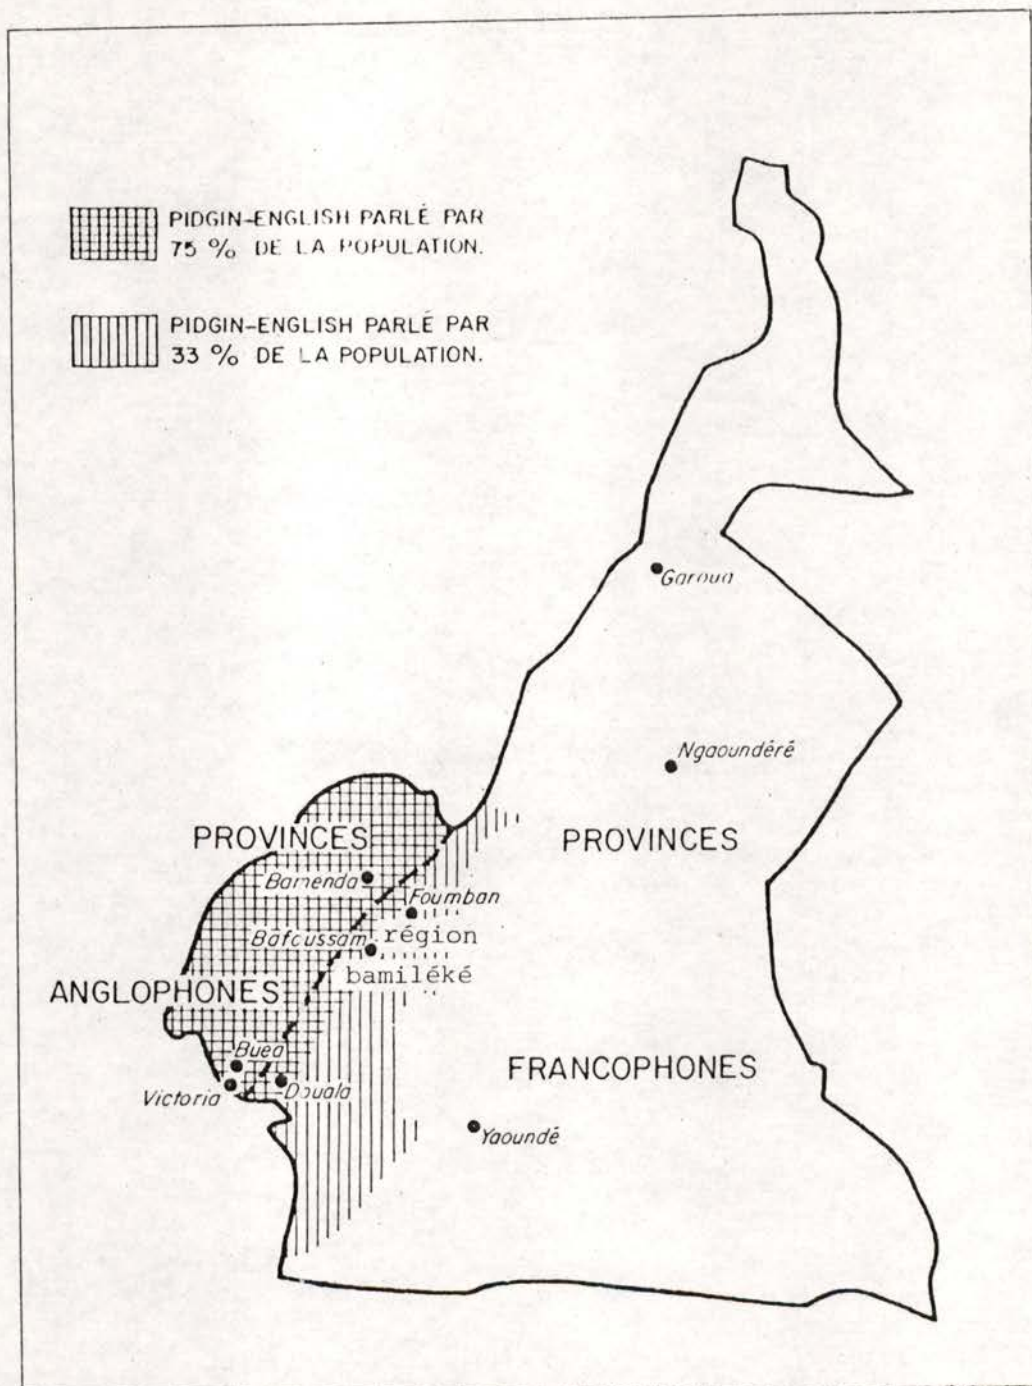 PIDGIN-ENGLISH PARLÉ PAR
75 % DE LA POPULATION.
PIDGIN-ENGLISH PARLÉ PAR
33 % DE LA POPULATION.
Garoua
Ngaoundéré
PROVINCES
PROVINCES
Bamenda
Foumban
Bafoussam
région
bamiléké
ANGLOPHONES
Buea
FRANCOPHONES
Victoria
Douala
Yaoundé